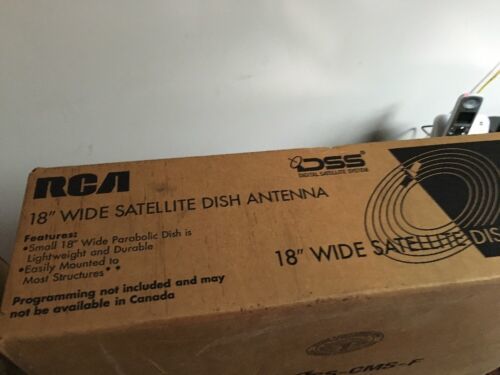 RCA
DSS
DIGITAL SATELLITE SYSTEM
18” WIDE SATELLITE DISH ANTENNA
Features:
•Small 18” Wide Parabolic Dish is
Lightweight and Durable
•Easily Mounted to
Most Structures**
Programming not included and may
not be available in Canada
18” WIDE SATELLITE DIS
-CMS-F